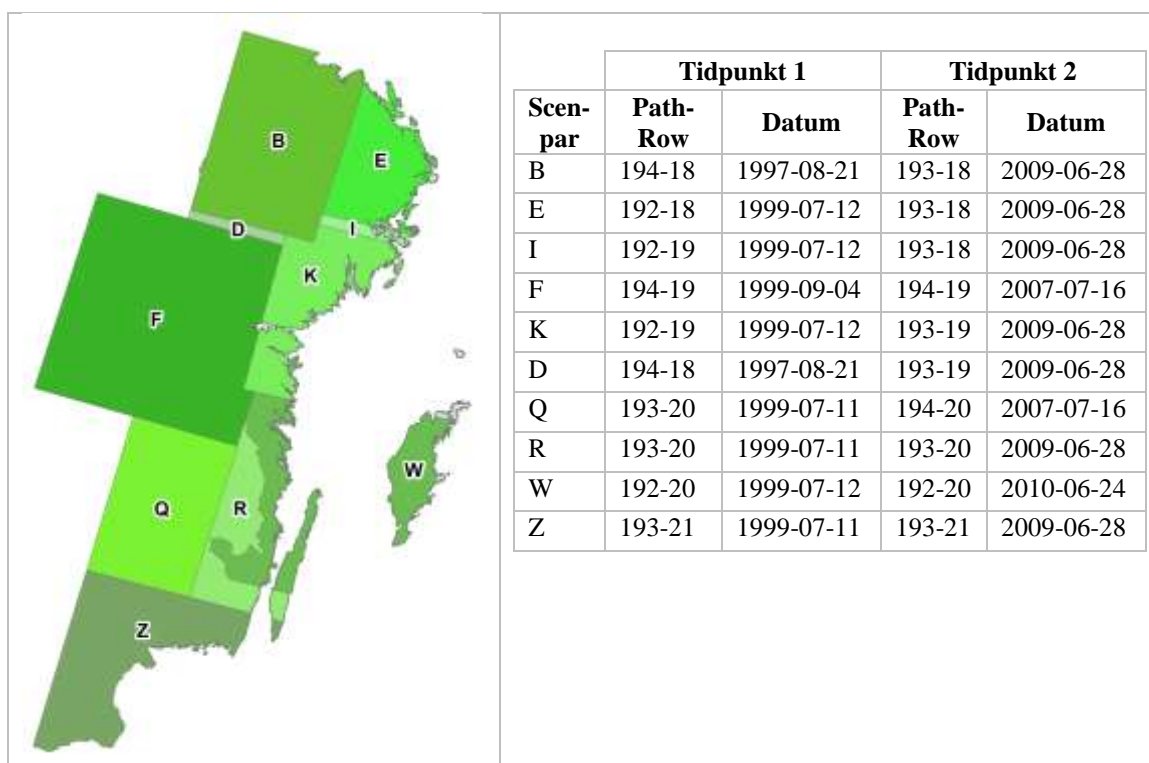 B
E
D
I
K
F
W
Q
R
Z
Tidpunkt 1 Tidpunkt 2
Scen-par Path-Row Datum Path-Row Datum
B 194-18 1997-08-21 193-18 2009-06-28
E 192-18 1999-07-12 193-18 2009-06-28
I 192-19 1999-07-12 193-18 2009-06-28
F 194-19 1999-09-04 194-19 2007-07-16
K 192-19 1999-07-12 193-19 2009-06-28
D 194-18 1997-08-21 193-19 2009-06-28
Q 193-20 1999-07-11 194-20 2007-07-16
R 193-20 1999-07-11 193-20 2009-06-28
W 192-20 1999-07-12 192-20 2010-06-24
Z 193-21 1999-07-11 193-21 2009-06-28